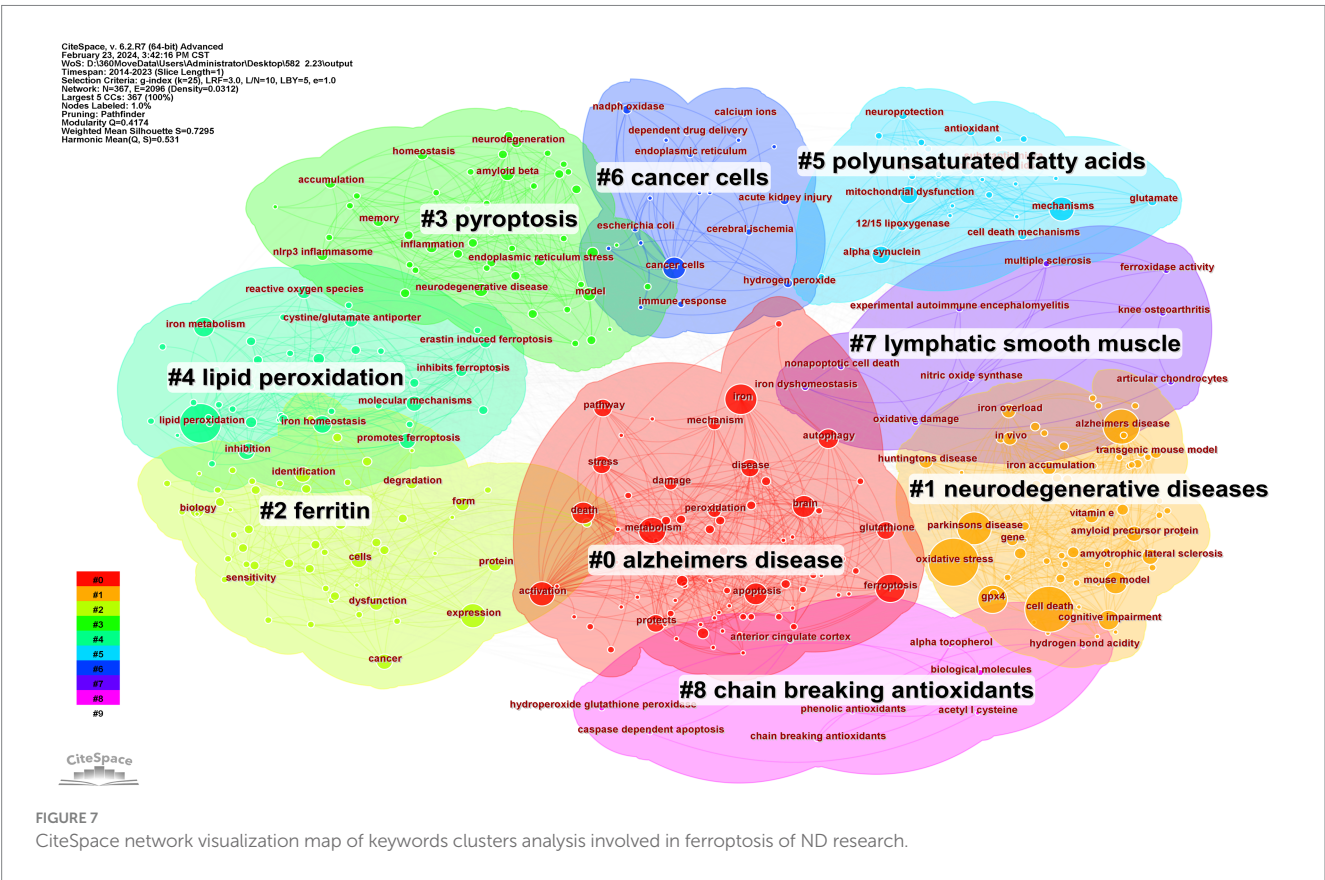 CiteSpace, v. 6.2.R7 (64-bit) Advanced
February 23, 2024, 3:42:16 PM CST
WoS: D:\360MoveData\Users\Administrator\Desktop\582 2.23\output
Timespan: 2014-2023 (Slice Length=1)
Selection Criteria: g-index (k=25), LRF=3.0, L/N=10, LBY=5, e=1.0
Network: N=367, E=2096 (Density=0.0312)
Largest 5 CCs: 367 (100%)
Nodes Labeled: 1.0%
Pruning: Pathfinder
Modularity Q=0.4174
Weighted Mean Silhouette S=0.7295
Harmonic Mean(Q, S)=0.531
neurodegeneration
homeostasis
amyloid beta
accumulation
#3 pyroptosis
memory
inflammation
nlrp3 inflammasome
endoplasmic reticulum stress
neurodegenerative disease
model
nadph oxidase
calcium ions
dependent drug delivery
endoplasmic reticulum
#6 cancer cells
acute kidney injury
escherichia coli
cerebral ischemia
cancer cells
hydrogen peroxide
immune response
neuroprotection
antioxidant
#5 polyunsaturated fatty acids
mitochondrial dysfunction
glutamate
mechanisms
12/15 lipoxygenase
cell death mechanisms
alpha synuclein
multiple sclerosis
ferroxidase activity
experimental autoimmune encephalomyelitis
knee osteoarthritis
#7 lymphatic smooth muscle
nonapoptotic cell death
nitric oxide synthase
articular chondrocytes
iron dyshomeostasis
oxidative damage
reactive oxygen species
cystine/glutamate antiporter
iron metabolism
erastin induced ferroptosis
inhibits ferroptosis
#4 lipid peroxidation
molecular mechanisms
lipid peroxidation
iron homeostasis
promotes ferroptosis
inhibition
identification
degradation
form
biology
#2 ferritin
cells
protein
sensitivity
dysfunction
expression
cancer
pathway
iron
mechanism
autophagy
stress
disease
damage
death
peroxidation
brain
metabolism
glutathione
#0 alzheimers disease
activation
apoptosis
ferroptosis
protects
anterior cingulate cortex
iron overload
alzheimers disease
in vivo
transgenic mouse model
huntingtons disease
iron accumulation
#1 neurodegenerative diseases
vitamin e
parkinsons disease
gene
amyloid precursor protein
oxidative stress
amyotrophic lateral sclerosis
mouse model
gpx4
cell death
cognitive impairment
hydrogen bond acidity
alpha tocopherol
biological molecules
#8 chain breaking antioxidants
hydroperoxide glutathione peroxidase
phenolic antioxidants
acetyl l cysteine
caspase dependent apoptosis
chain breaking antioxidants
#0
#1
#2
#3
#4
#5
#6
#7
#8
#9
CiteSpace
FIGURE 7
CiteSpace network visualization map of keywords clusters analysis involved in ferroptosis of ND research.